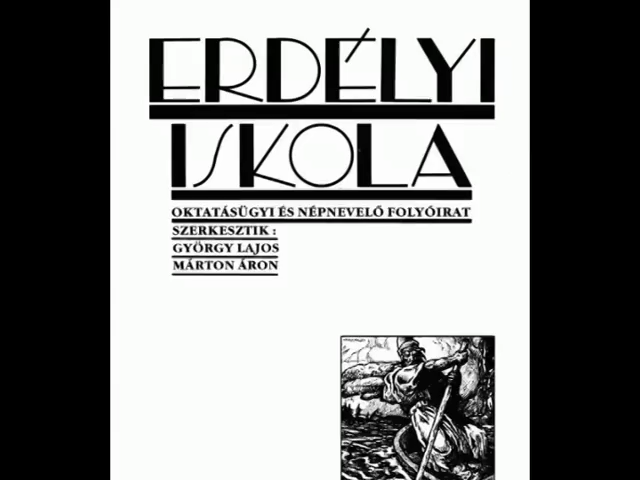 ERDÉLYI
ISKOLA
OKTATÁSÜGYI ÉS NÉPNEVELŐ FOLYÓIRAT
SZERKESZTIK :
GYÖRGY LAJOS
MÁRTON ÁRON